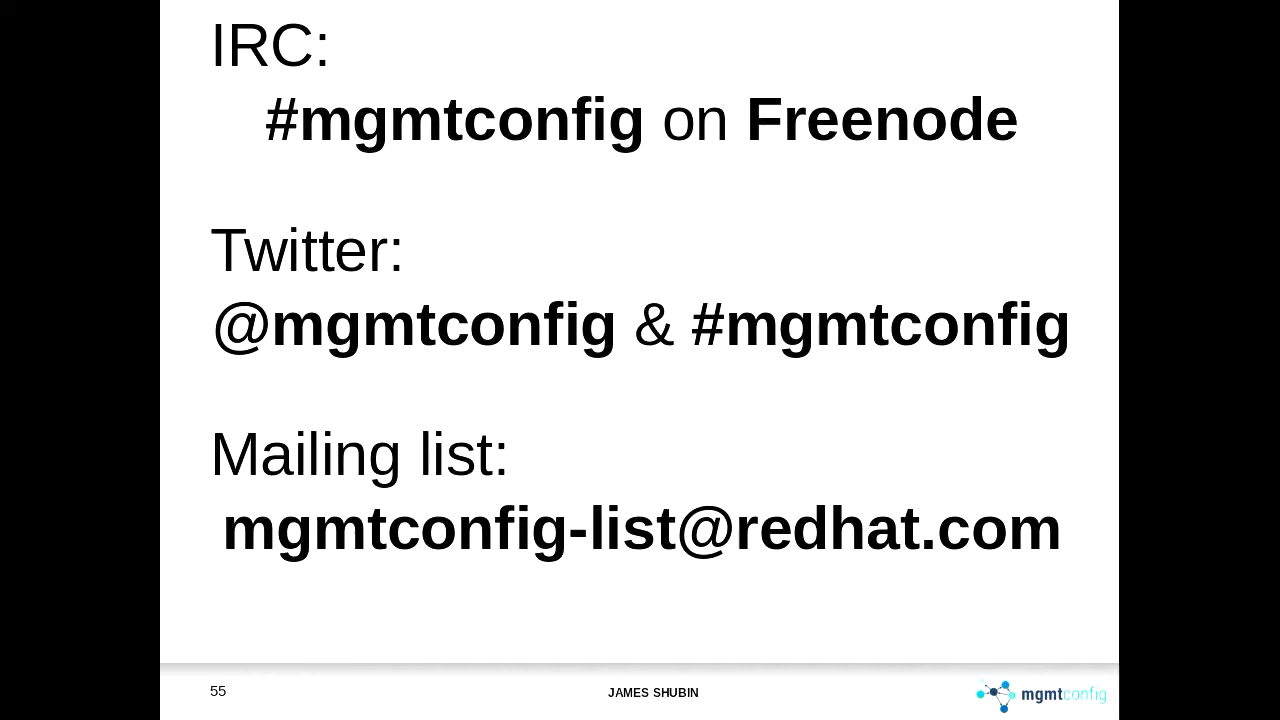 IRC:
#mgmtconfig on Freenode
Twitter:
@mgmtconfig & #mgmtconfig
Mailing list:
mgmtconfig-list@redhat.com
55
JAMES SHUBIN
mgmtconfig